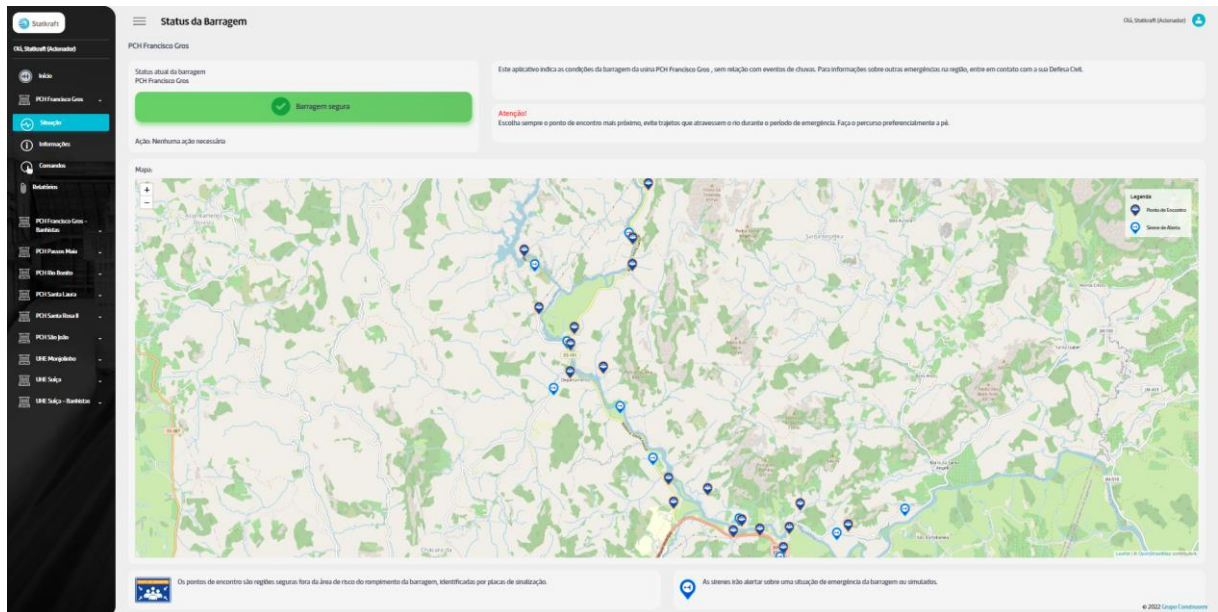 Statkraft
Status da Barragem
Olá, Statkraft (Acionador)
Olá, Statkraft (Acionador)
Início
PCH Francisco Gros
Situação
Informações
Comandos
Relatórios
PCH Francisco Gros -
Banhistas
PCH Passos Maia
PCH Rio Bonito
PCH Santa Laura
PCH Santa Rosa II
PCH São João
UHE Monjolinho
UHE Suíça
UHE Suíça - Banhistas
PCH Francisco Gros
Status atual da barragem
PCH Francisco Gros
Barragem segura
Ação: Nenhuma ação necessária
Este aplicativo indica as condições da barragem da usina PCH Francisco Gros , sem relação com eventos de chuvas. Para informações sobre outras emergências na região, entre em contato com a sua Defesa Civil.
Atenção!
Escolha sempre o ponto de encontro mais próximo, evite trajetos que atravessam o rio durante o período de emergência. Faça o percurso preferencialmente a pé.
Mapa:
+
−
Legenda
Ponto de Encontro
Sirene de Alerta
Os pontos de encontro são regiões seguras fora da área de risco do rompimento da barragem, identificadas por placas de sinalização.
As sirenes irão alertar sobre uma situação de emergência da barragem ou simulados.
© 2022 Grupo Construserv